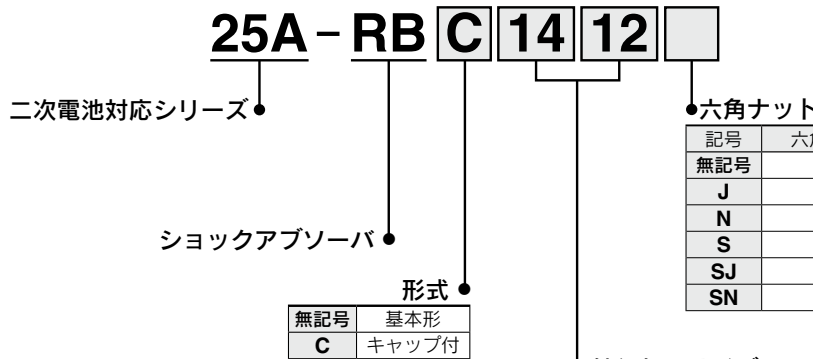 25A-RB C 14 12
二次電池対応シリーズ
六角ナット
記号
無記号
J
N
S
SJ
SN
ショックアブソーバ
形式
無記号 基本形
C キャップ付